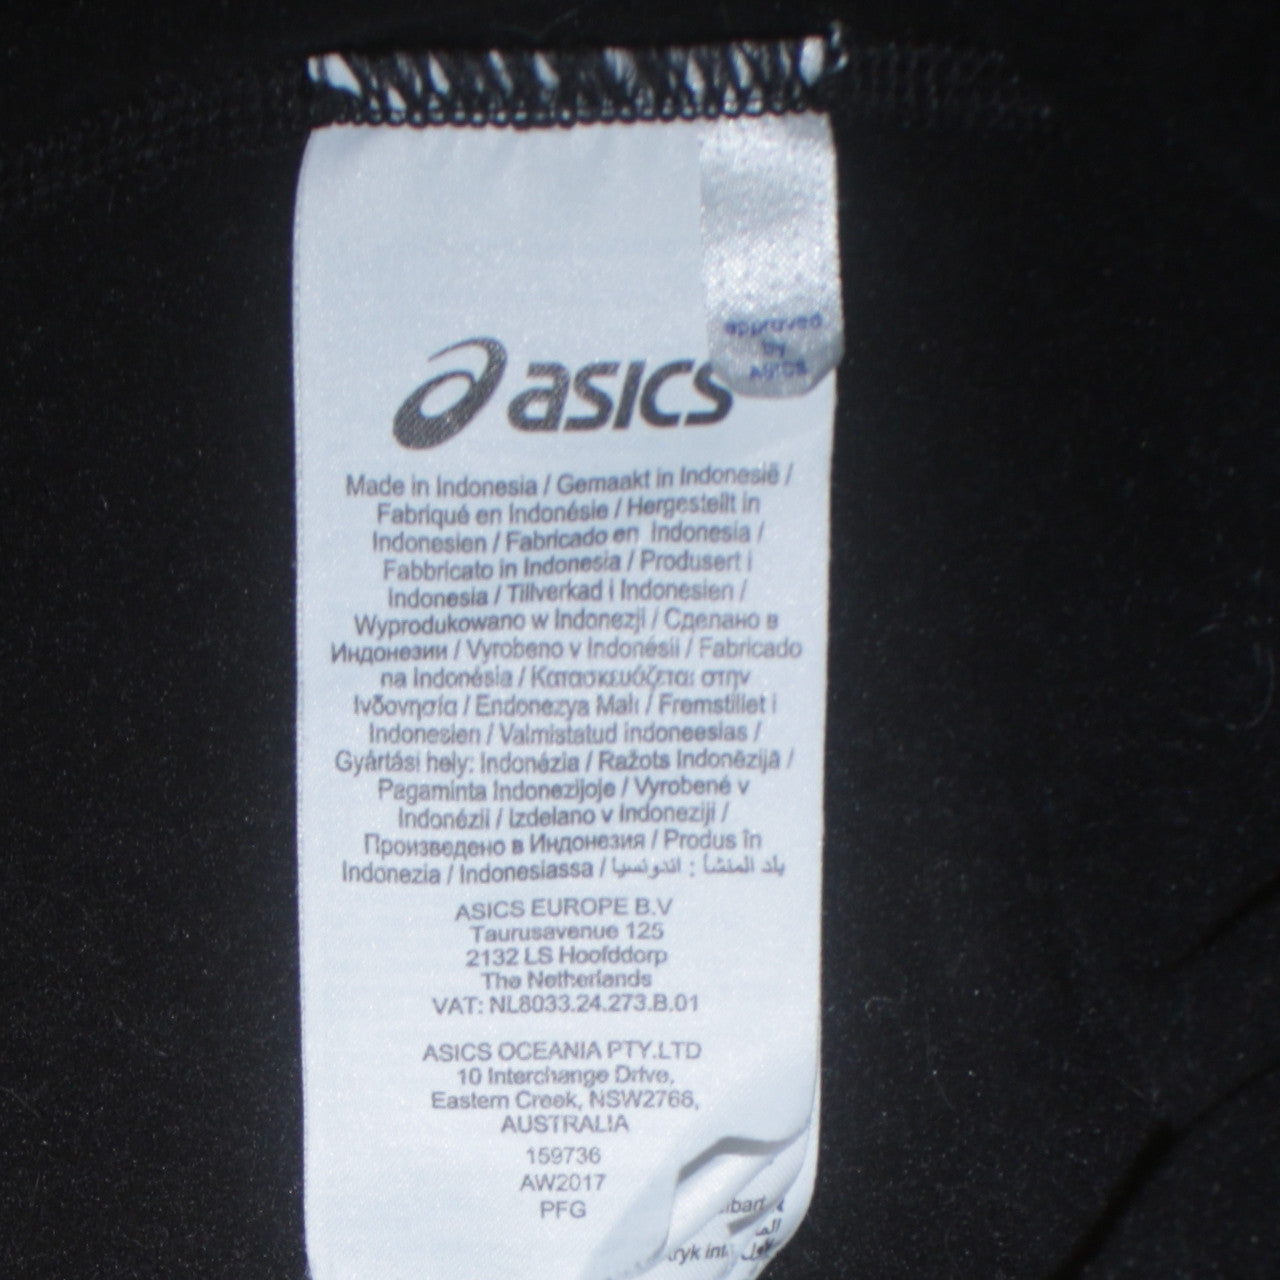 approved
by
ASICS
asics
Made in Indonesia / Gemaakt in Indonesië /
Fabriqué en Indonésie / Hergestellt in
Indonesien / Fabricado en Indonesia /
Fabbricato in Indonesia / Produsert i
Indonesia / Tillverkad i Indonesien /
Wyprodukowano w Indonezji / Сделано в
Индонезии / Vyrobeno v Indonésii / Fabricado
na Indonésia / Κατασκευάζεται στην
Ινδονησία / Endonezya Malı / Fremstillet i
Indonesien / Valmistatud indoneesias /
Gyártási hely: Indonézia / Ražots Indonēzijā /
Pagaminta Indonezijoje / Vyrobené v
Indonézii / Izdelano v Indoneziji /
Произведено в Индонезия / Produs în
Indonezia / Indonesiassa / بلد المنشأ : اندونسيا
ASICS EUROPE B.V
Taurusavenue 125
2132 LS Hoofddorp
The Netherlands
VAT: NL8033.24.273.B.01
ASICS OCEANIA PTY.LTD
10 Interchange Drive,
Eastern Creek, NSW2766,
AUSTRALIA
159736
AW2017
PFG